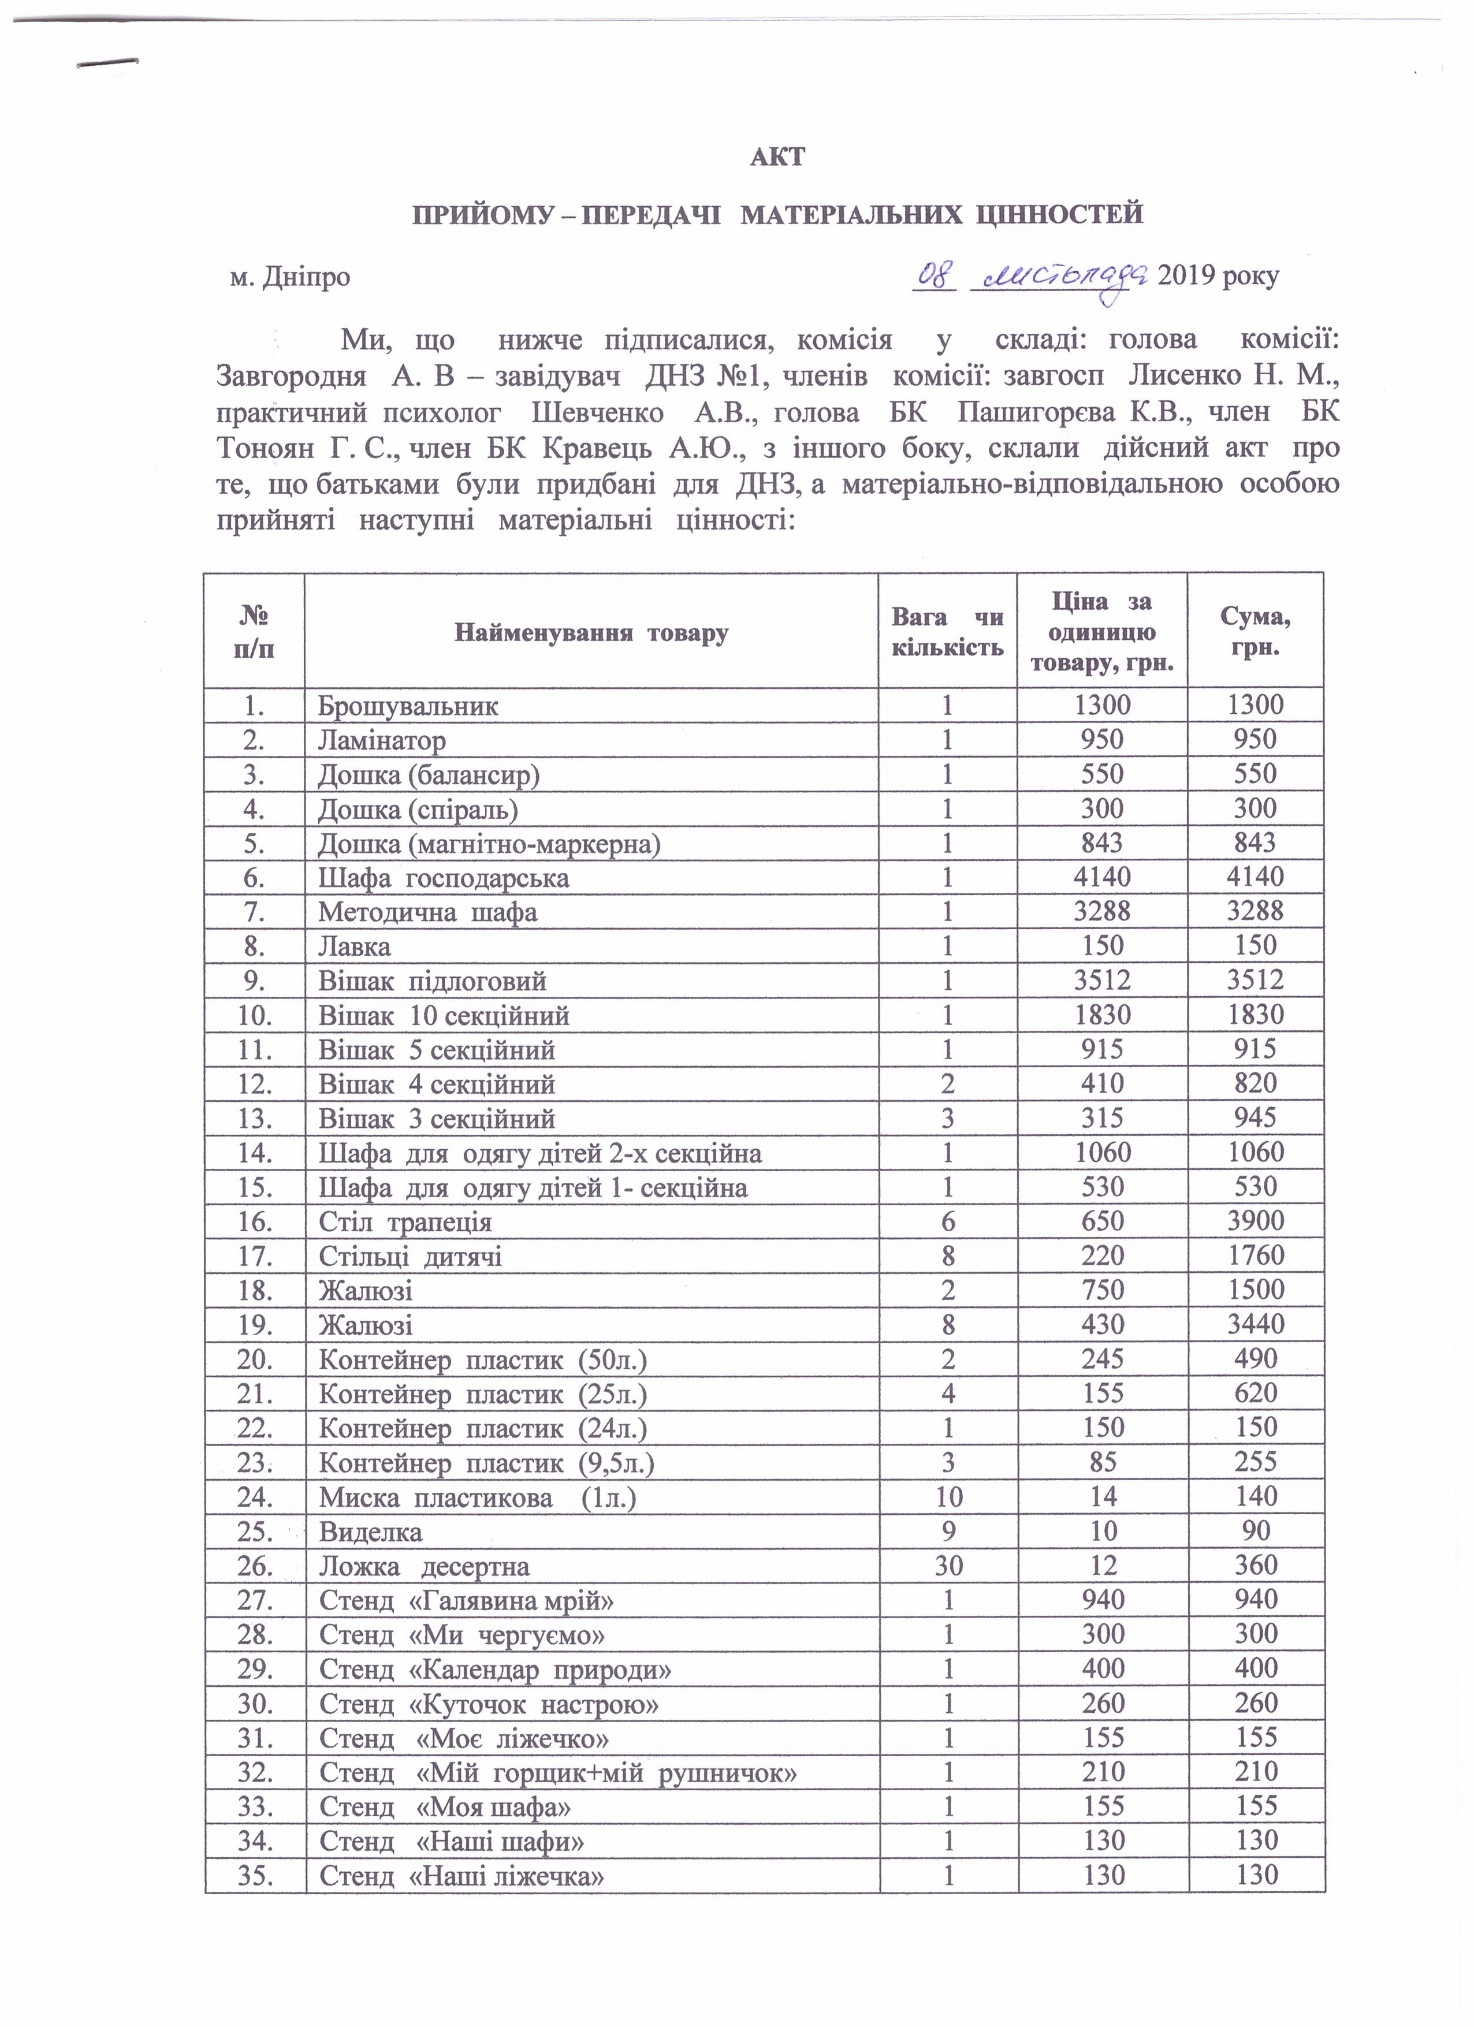 АКТ
ПРИЙОМУ – ПЕРЕДАЧІ МАТЕРІАЛЬНИХ ЦІННОСТЕЙ
м. Дніпро 08 листопада 2019 року
Ми, що нижче підписалися, комісія у складі: голова комісії:
Завгородня А. В – завідувач ДНЗ №1, членів комісії: завгосп Лисенко Н. М.,
практичний психолог Шевченко А.В., голова БК Пашигорєва К.В., член БК
Тоноян Г. С., член БК Кравець А.Ю., з іншого боку, склали дійсний акт про
те, що батьками були придбані для ДНЗ, а матеріально-відповідальною особою
прийняті наступні матеріальні цінності:
№ п/п Найменування товару Вага чи кількість Ціна за одиницю товару, грн. Сума, грн.
1. Брошувальник 1 1300 1300
2. Ламінатор 1 950 950
3. Дошка (балансир) 1 550 550
4. Дошка (спіраль) 1 300 300
5. Дошка (магнітно-маркерна) 1 843 843
6. Шафа господарська 1 4140 4140
7. Методична шафа 1 3288 3288
8. Лавка 1 150 150
9. Вішак підлоговий 1 3512 3512
10. Вішак 10 секційний 1 1830 1830
11. Вішак 5 секційний 1 915 915
12. Вішак 4 секційний 2 410 820
13. Вішак 3 секційний 3 315 945
14. Шафа для одягу дітей 2-х секційна 1 1060 1060
15. Шафа для одягу дітей 1- секційна 1 530 530
16. Стіл трапеція 6 650 3900
17. Стільці дитячі 8 220 1760
18. Жалюзі 2 750 1500
19. Жалюзі 8 430 3440
20. Контейнер пластик (50л.) 2 245 490
21. Контейнер пластик (25л.) 4 155 620
22. Контейнер пластик (24л.) 1 150 150
23. Контейнер пластик (9,5л.) 3 85 255
24. Миска пластикова (1л.) 10 14 140
25. Виделка 9 10 90
26. Ложка десертна 30 12 360
27. Стенд «Галявина мрій» 1 940 940
28. Стенд «Ми чергуємо» 1 300 300
29. Стенд «Календар природи» 1 400 400
30. Стенд «Куточок настрою» 1 260 260
31. Стенд «Моє ліжечко» 1 155 155
32. Стенд «Мій горщик+мій рушничок» 1 210 210
33. Стенд «Моя шафа» 1 155 155
34. Стенд «Наші шафи» 1 130 130
35. Стенд «Наші ліжечка» 1 130 130